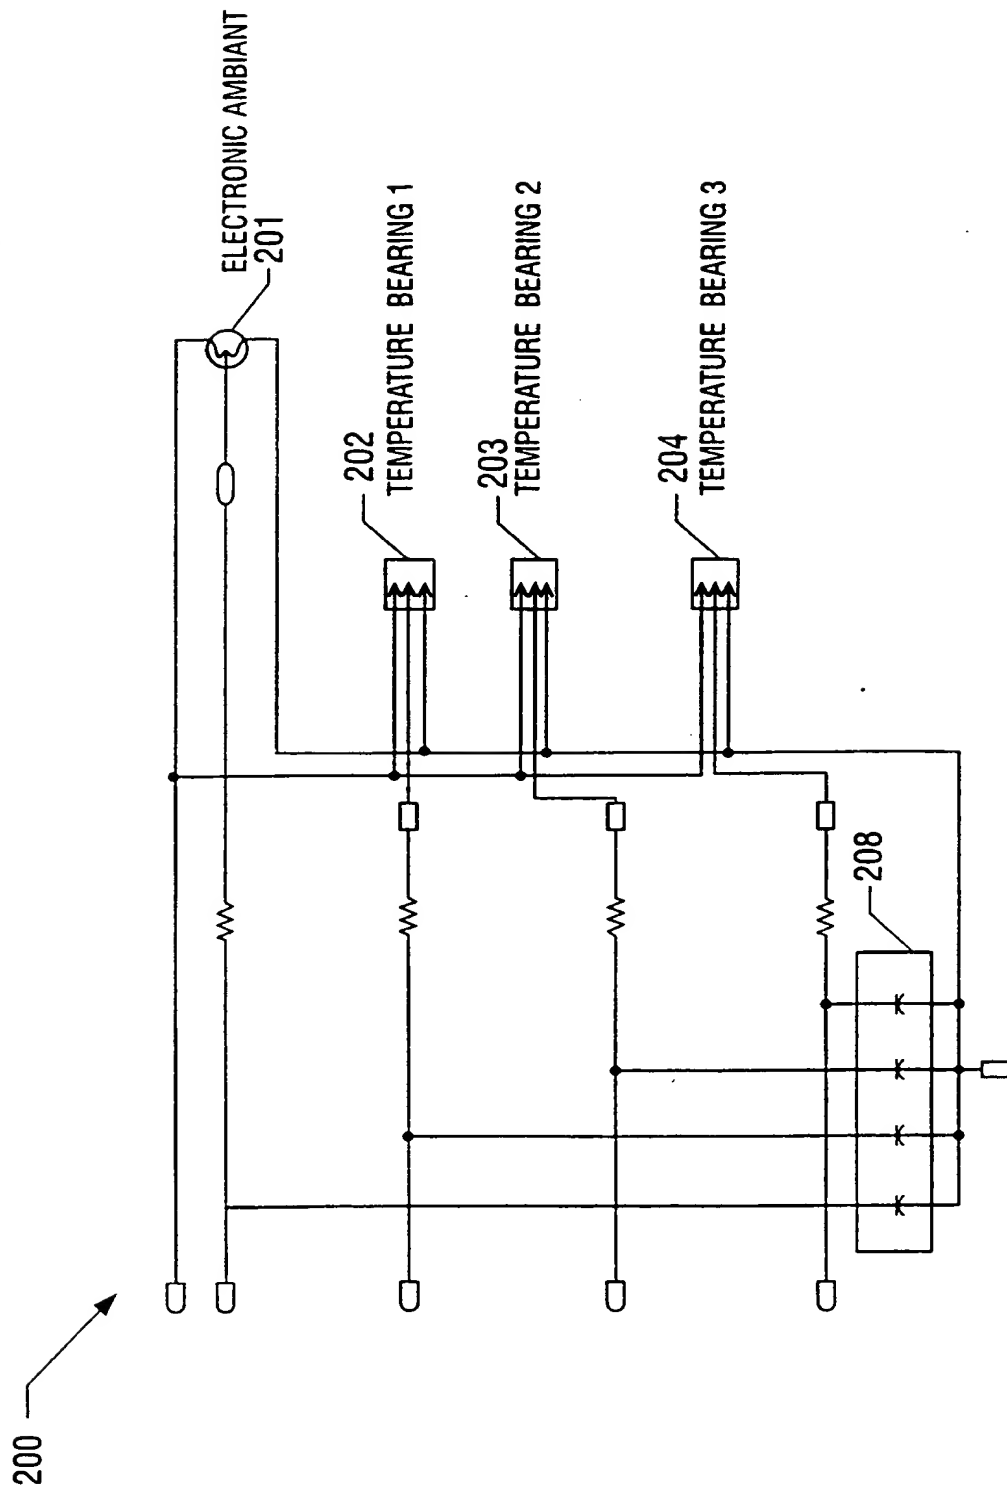 200
ELECTRONIC AMBIANT
201
202
TEMPERATURE BEARING 1
203
TEMPERATURE BEARING 2
204
TEMPERATURE BEARING 3
208